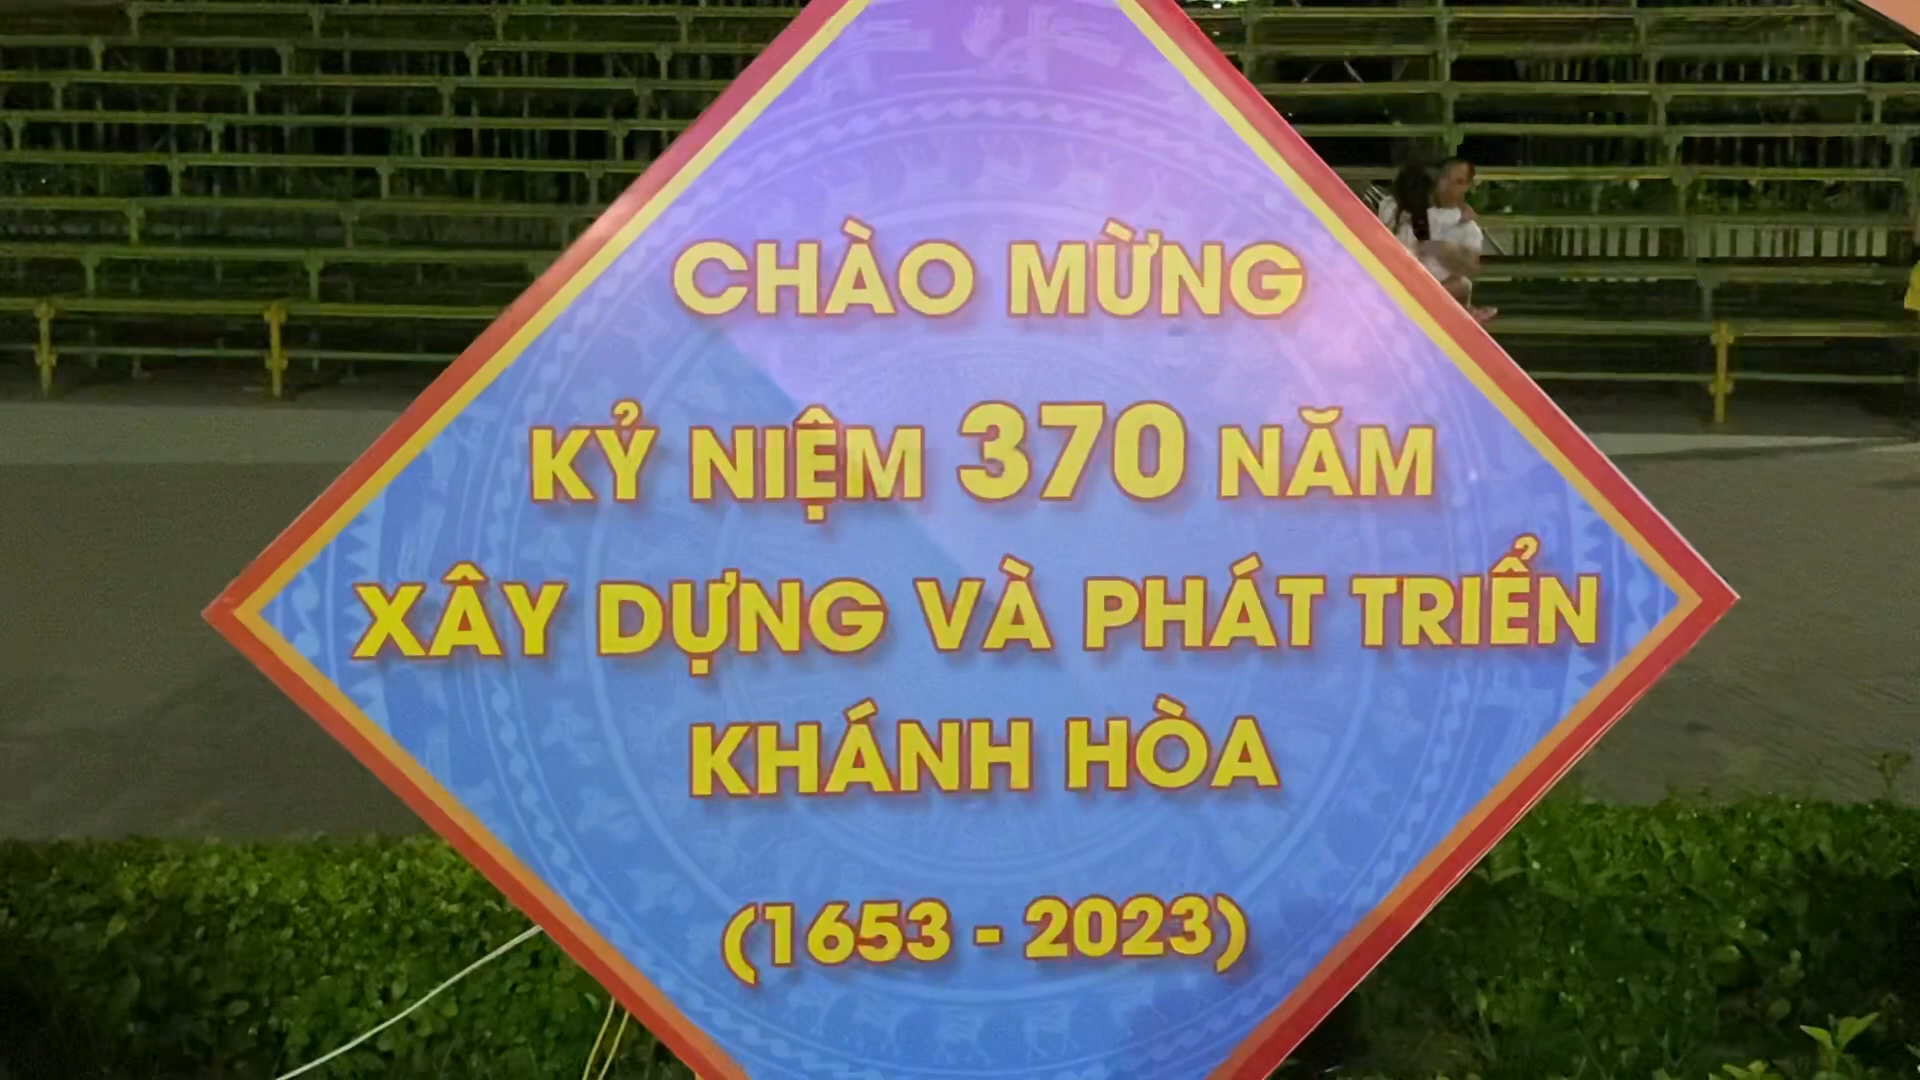 CHÀO MỪNG
KỶ NIỆM 370 NĂM
XÂY DỰNG VÀ PHÁT TRIỂN
KHÁNH HÒA
(1653 - 2023)